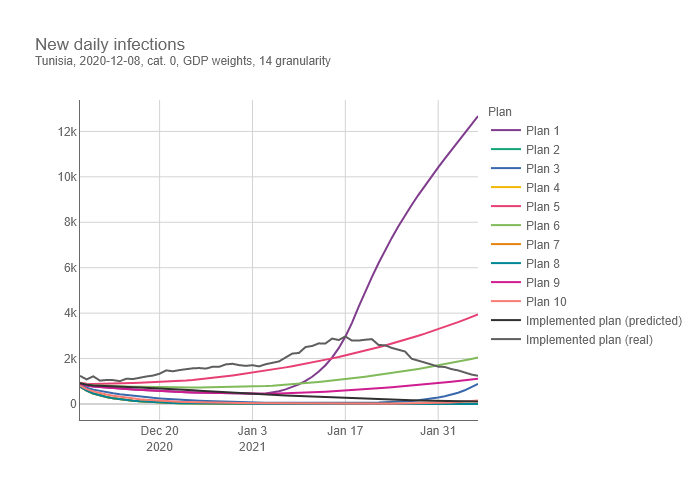 New daily infections
Tunisia, 2020-12-08, cat. 0, GDP weights, 14 granularity
Plan
Plan 1
Plan 2
Plan 3
Plan 4
Plan 5
Plan 6
Plan 7
Plan 8
Plan 9
Plan 10
Implemented plan (predicted)
Implemented plan (real)
12k
10k
8k
6k
4k
2k
0
Dec 20 Jan 3 Jan 17 Jan 31
2020 2021